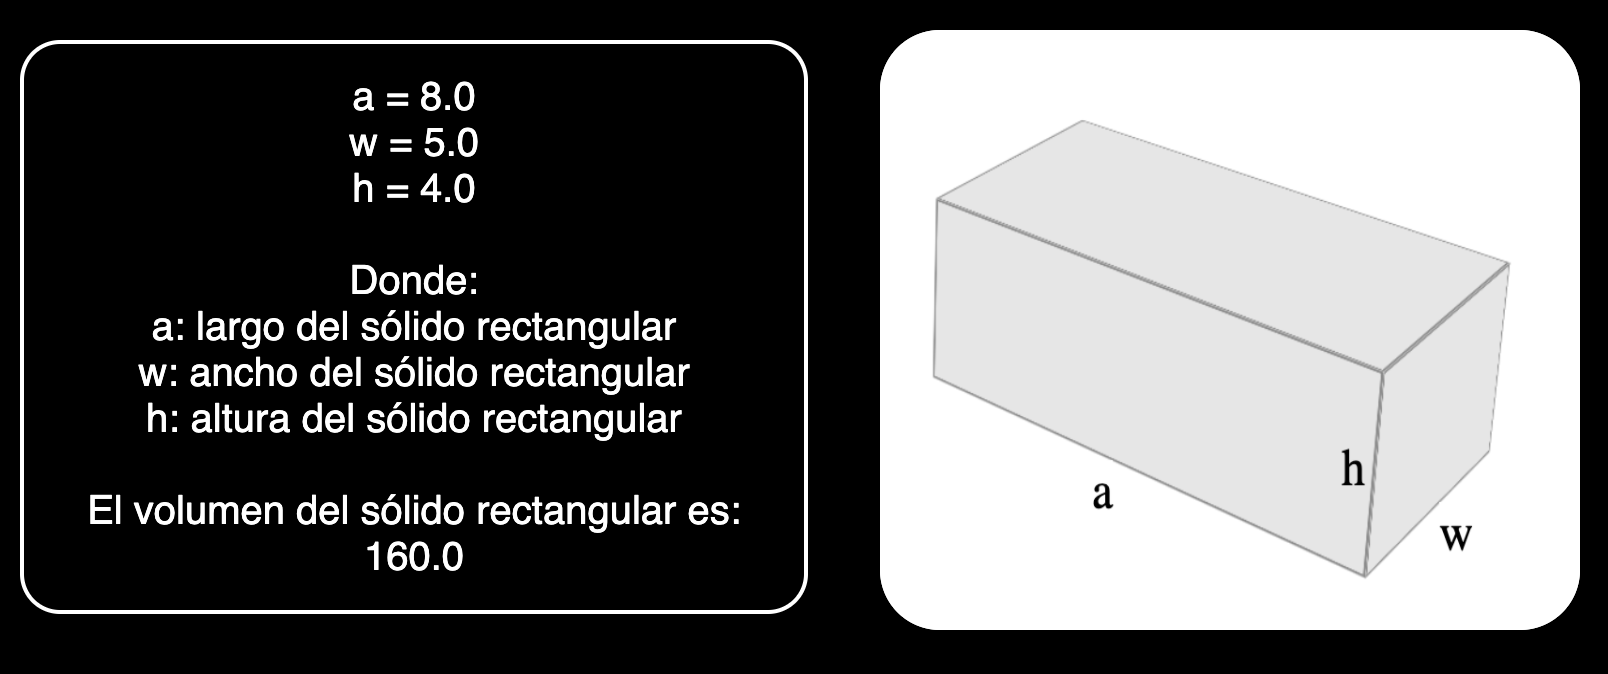 a = 8.0
w = 5.0
h = 4.0
Donde:
a: largo del sólido rectangular
w: ancho del sólido rectangular
h: altura del sólido rectangular
El volumen del sólido rectangular es:
160.0
a
h
w